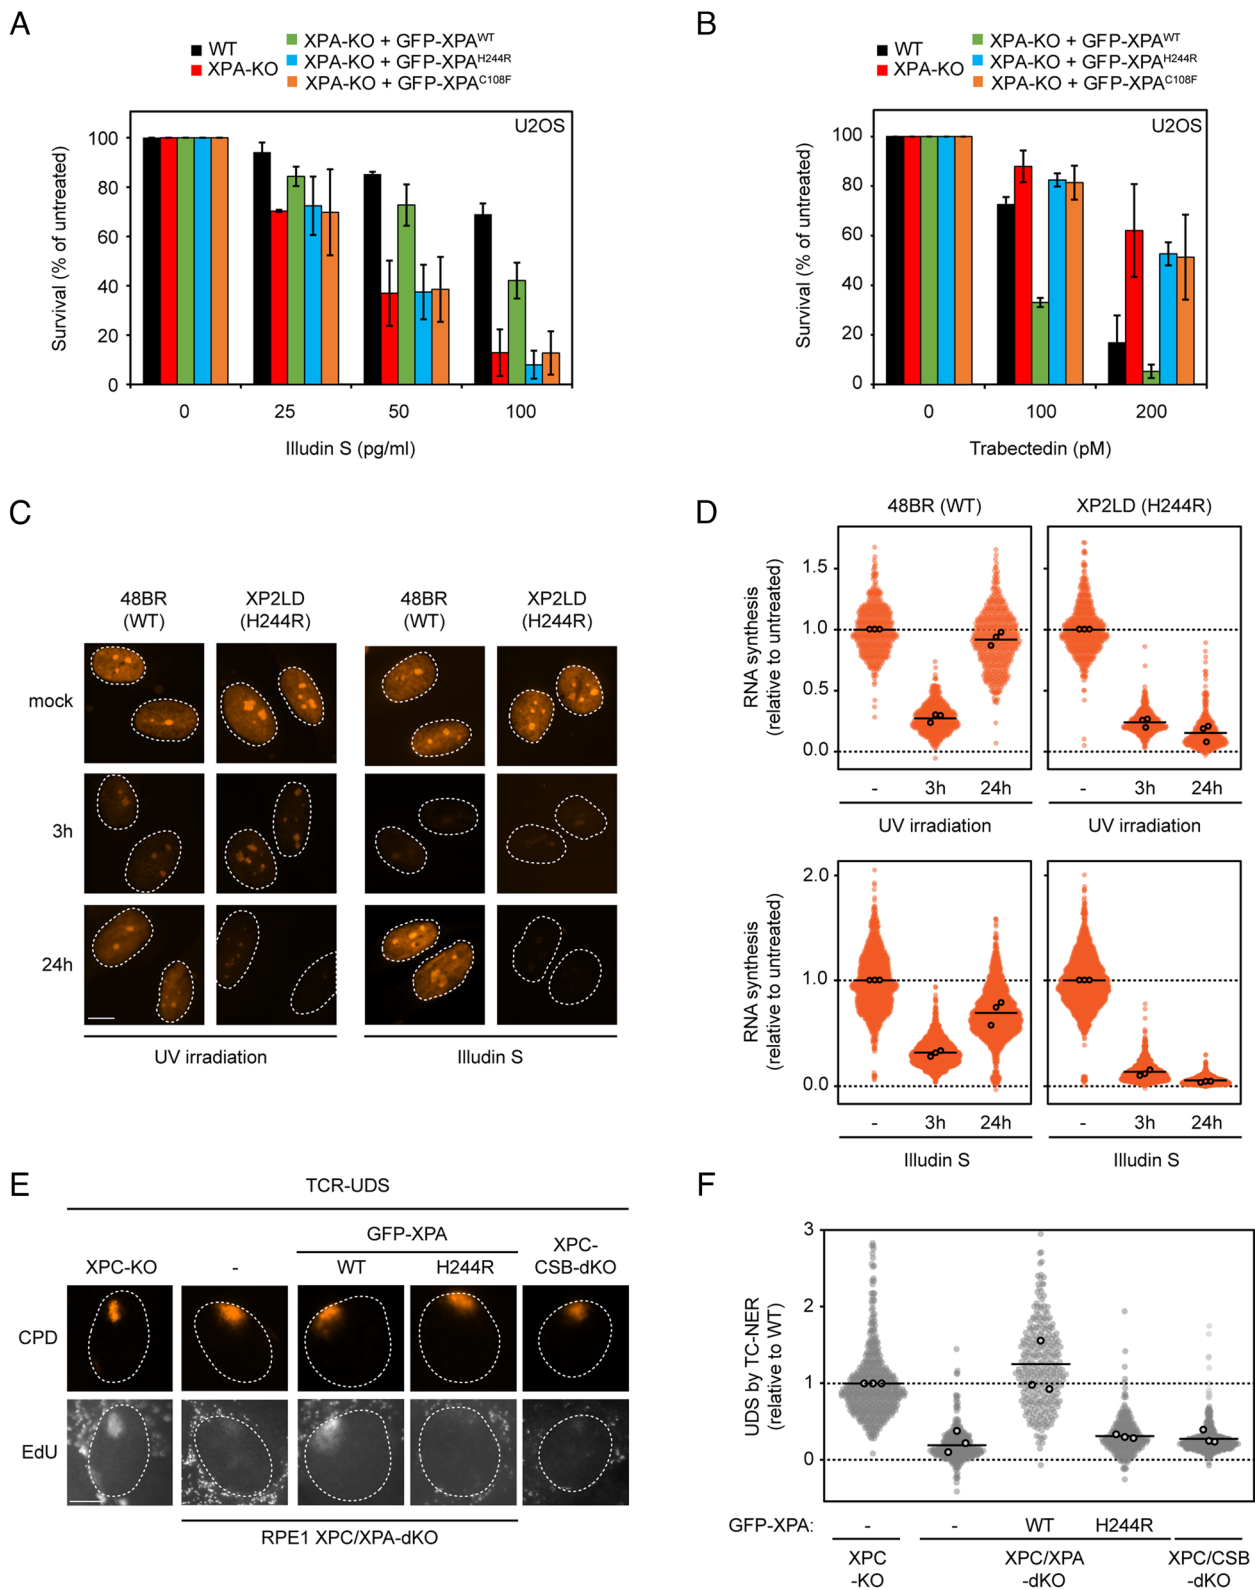 A
WT
XPA-KO
XPA-KO + GFP-XPA^WT
XPA-KO + GFP-XPA^H244R
XPA-KO + GFP-XPA^C108F
U2OS
Survival (% of untreated)
100
80
60
40
20
0
0 25 50 100
Illudin S (pg/ml)
B
WT
XPA-KO
XPA-KO + GFP-XPA^WT
XPA-KO + GFP-XPA^H244R
XPA-KO + GFP-XPA^C108F
U2OS
Survival (% of untreated)
100
80
60
40
20
0
0 100 200
Trabectedin (pM)
C
48BR XP2LD 48BR XP2LD
(WT) (H244R) (WT) (H244R)
mock
3h
24h
UV irradiation Illudin S
D
48BR (WT) XP2LD (H244R)
RNA synthesis
(relative to untreated)
1.5
1.0
0.5
0.0
- 3h 24h - 3h 24h
UV irradiation UV irradiation
RNA synthesis
(relative to untreated)
2.0
1.0
0.0
- 3h 24h - 3h 24h
Illudin S Illudin S
E
TCR-UDS
GFP-XPA
XPC-KO - WT H244R XPC-
CSB-dKO
CPD
EdU
RPE1 XPC/XPA-dKO
F
UDS by TC-NER
(relative to WT)
3
2
1
0
GFP-XPA: - - WT H244R -
XPC XPC/XPA XPC/CSB
-KO -dKO -dKO